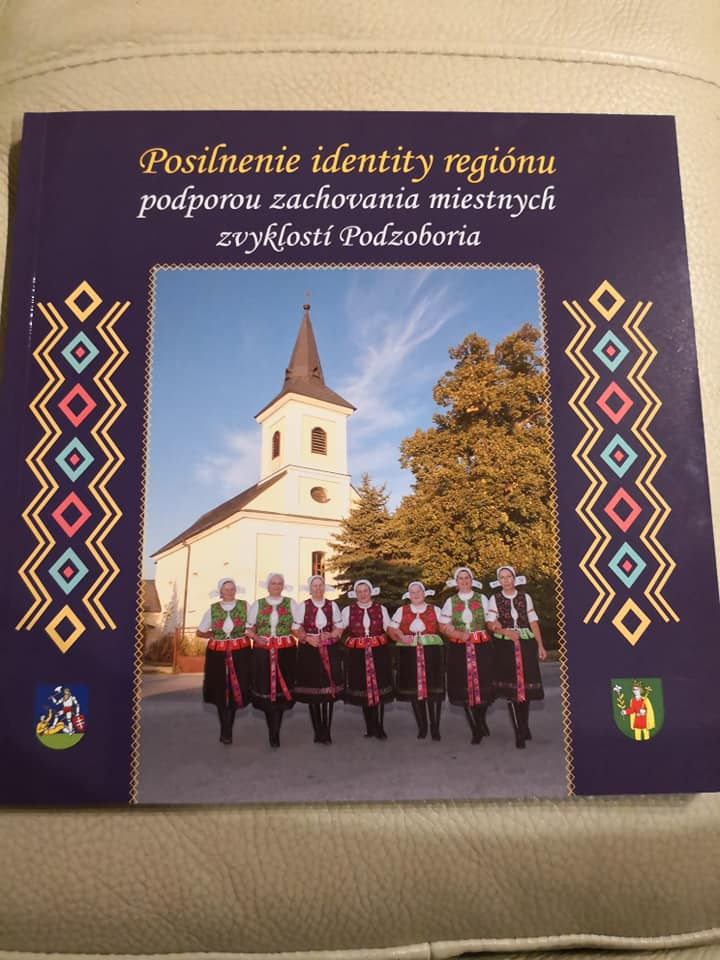 Posilnenie identity regiónu
podporou zachovania miestnych
zvyklostí Podzoboria